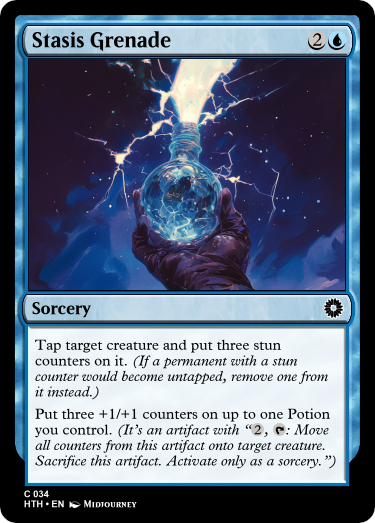 Stasis Grenade 2
Sorcery
Tap target creature and put three stun
counters on it. (If a permanent with a stun
counter would become untapped, remove one from
it instead.)
Put three +1/+1 counters on up to one Potion
you control. (It's an artifact with “2, : Move
all counters from this artifact onto target creature.
Sacrifice this artifact. Activate only as a sorcery.”)
C 034
HTH • EN Midjourney